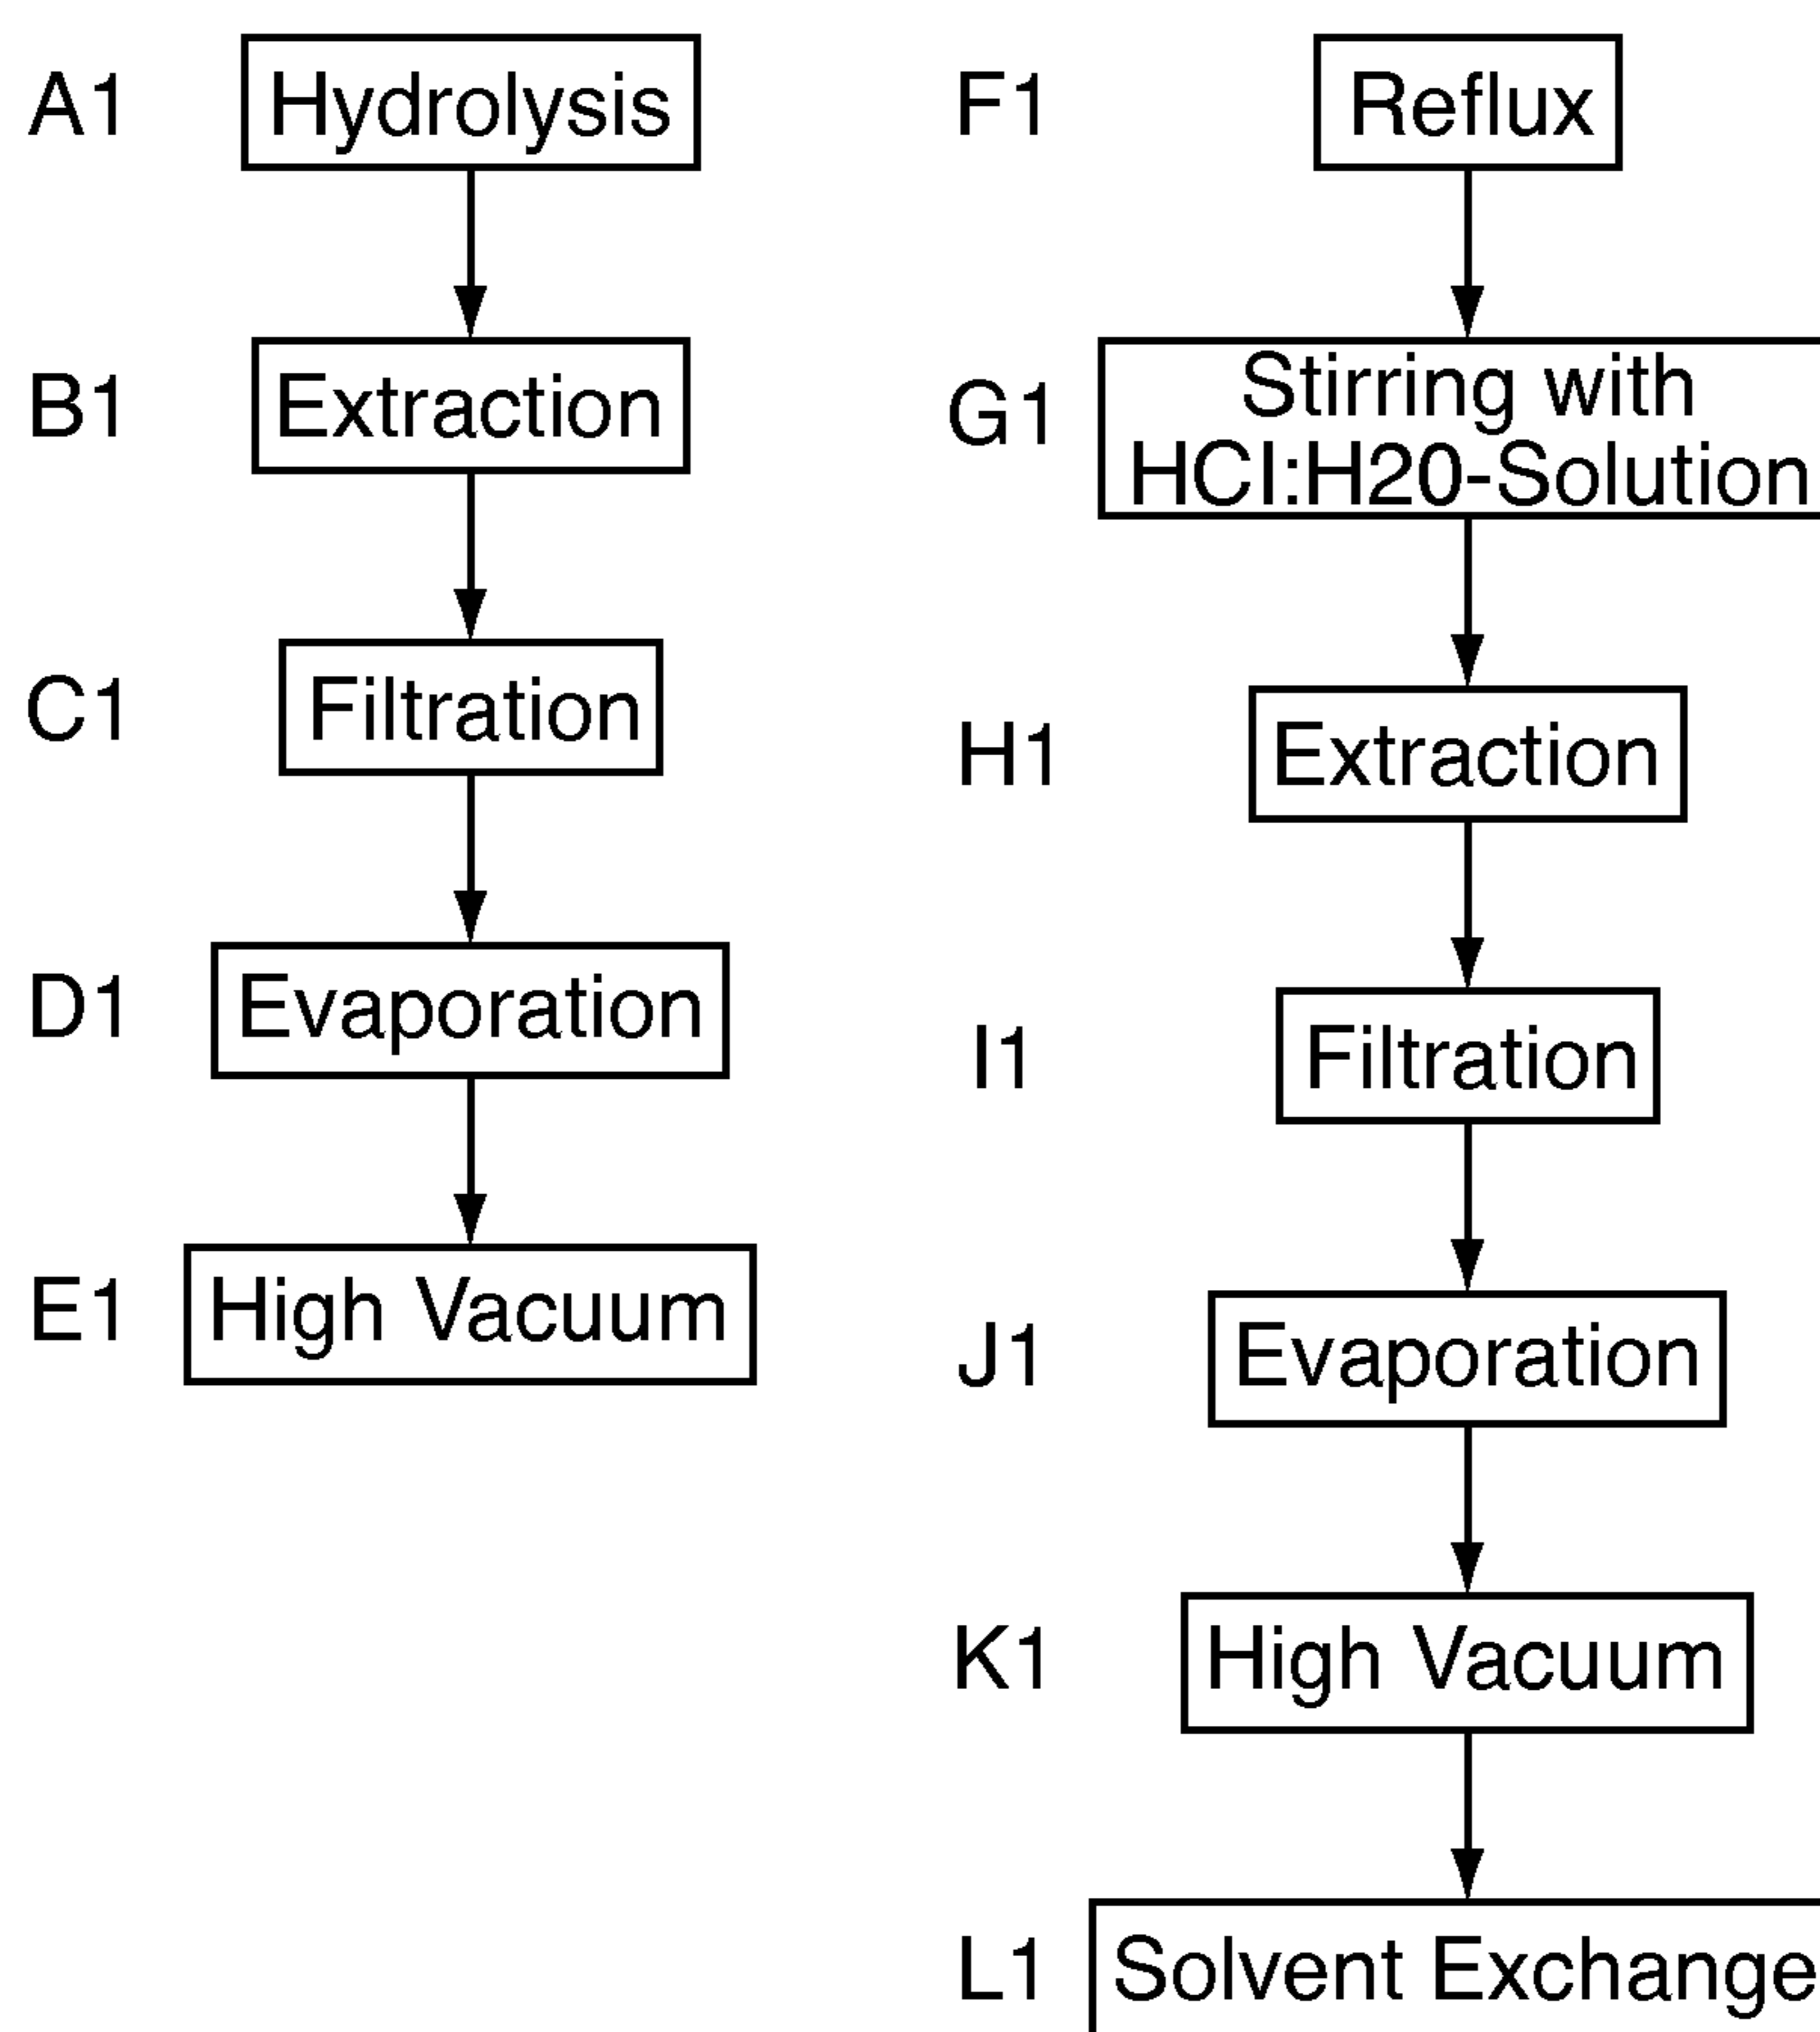 A1
Hydrolysis
B1
Extraction
C1
Filtration
D1
Evaporation
E1
High Vacuum
F1
Reflux
G1
Stirring with
HCl:H20-Solution
H1
Extraction
I1
Filtration
J1
Evaporation
K1
High Vacuum
L1
Solvent Exchange